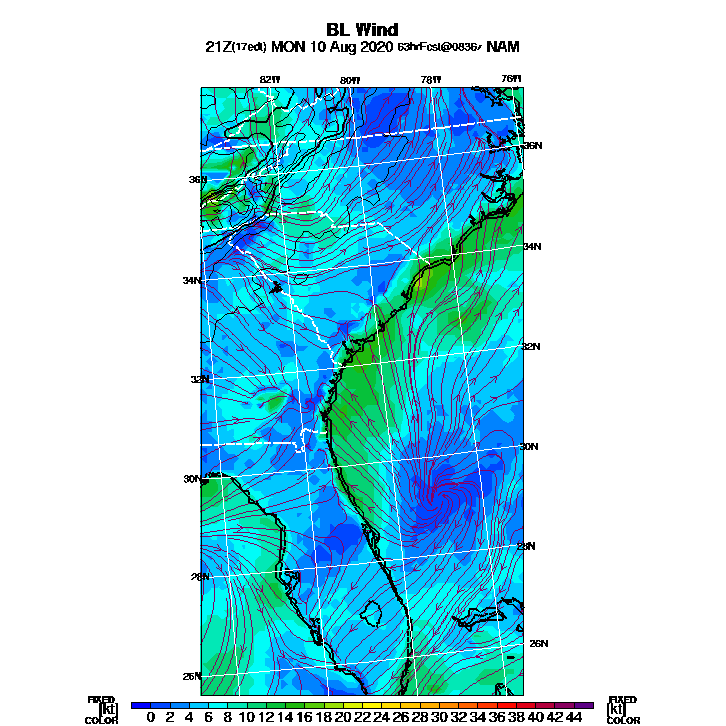 BL Wind
21Z(17edt) MON 10 Aug 2020 63hrFcst@0836z NAM
82W 80W 78W 76W
36N 36N
34N 34N
32N 32N
30N 30N
28N 28N
26N 26N
FIXED FIXED
[kt] 0 2 4 6 8 10 12 14 16 18 20 22 24 26 28 30 32 34 36 38 40 42 44 [kt]
COLOR COLOR